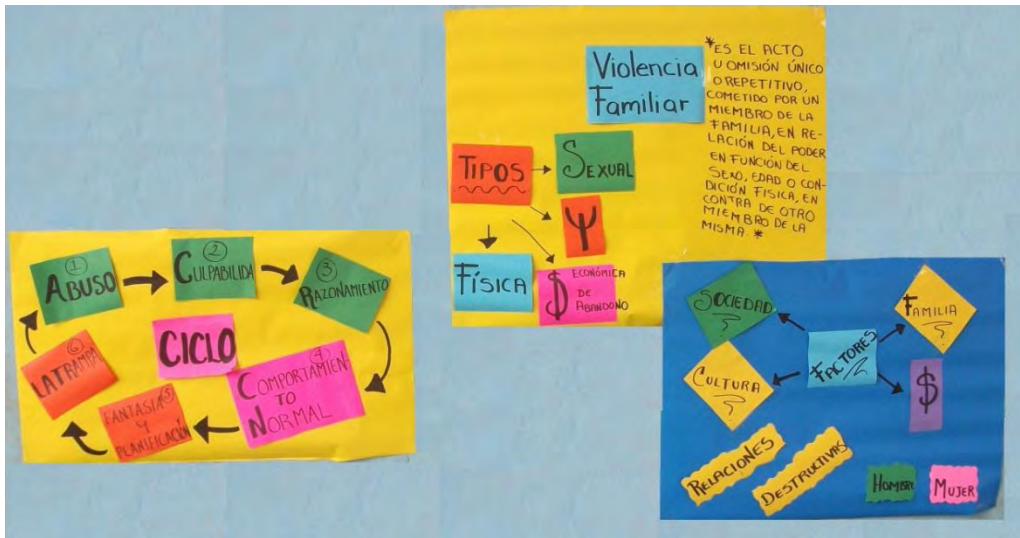 Violencia
Familiar
*ES EL ACTO
U OMISIÓN ÚNICO
O REPETITIVO,
COMETIDO POR UN
MIEMBRO DE LA
FAMILIA, EN RE-
LACIÓN DEL PODER
EN FUNCIÓN DEL
SEXO, EDAD O CON-
DICIÓN FISICA, EN
CONTRA DE OTRO
MIEMBRO DE LA
MISMA.*
TIPOS
SEXUAL
Ψ
FÍSICA
$ ECONÓMICA
DE
ABANDONO
CICLO
1
ABUSO
2
CULPABILIDA
3
RAZONAMIENTO
4
COMPORTAMIEN
TO
NORMAL
FANTASIA 5
Y
PLANIFICACIÓN
6
LA TRAMPA
FACTORES
SOCIEDAD
FAMILIA
CULTURA
$
RELACIONES
DESTRUCTIVAS
HOMBRE
MUJER